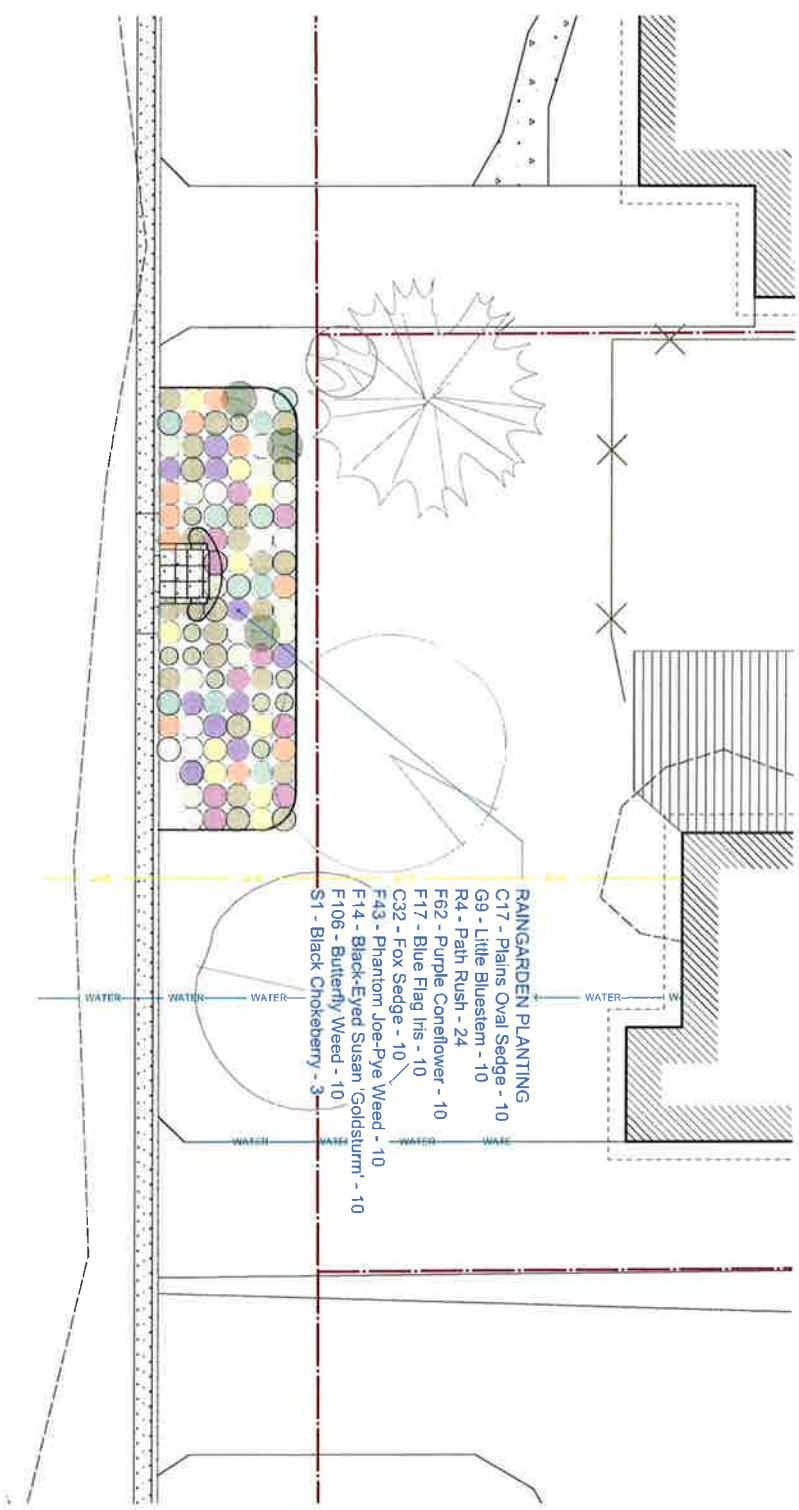 RAINGARDEN PLANTING
C17 - Plains Oval Sedge - 10
G9 - Little Bluestem - 10
R4 - Path Rush - 24
F62 - Purple Coneflower - 10
F17 - Blue Flag Iris - 10
C32 - Fox Sedge - 10
F43 - Phantom Joe-Pye Weed - 10
F14 - Black-Eyed Susan 'Goldsturm' - 10
F106 - Butterfly Weed - 10
S1 - Black Chokeberry - 3
WATER
WATER
WATER
WATER
W
WATER
WATER
WATER
WATE